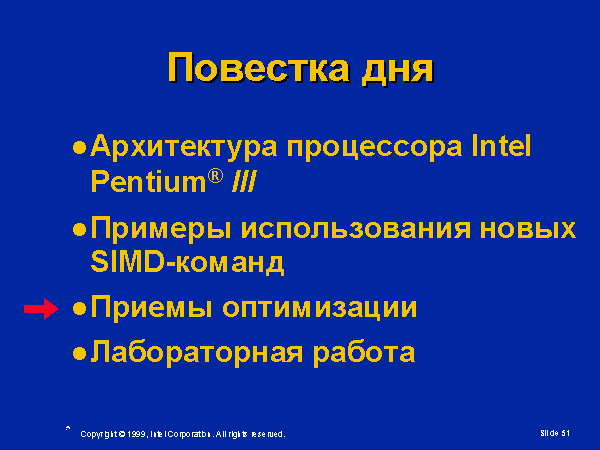 Повестка дня
●Архитектура процессора Intel
Pentium® ///
●Примеры использования новых
SIMD-команд
●Приемы оптимизации
●Лабораторная работа
* Copyright © 1999, Intel Corporation. All rights reserved.
Slide 51